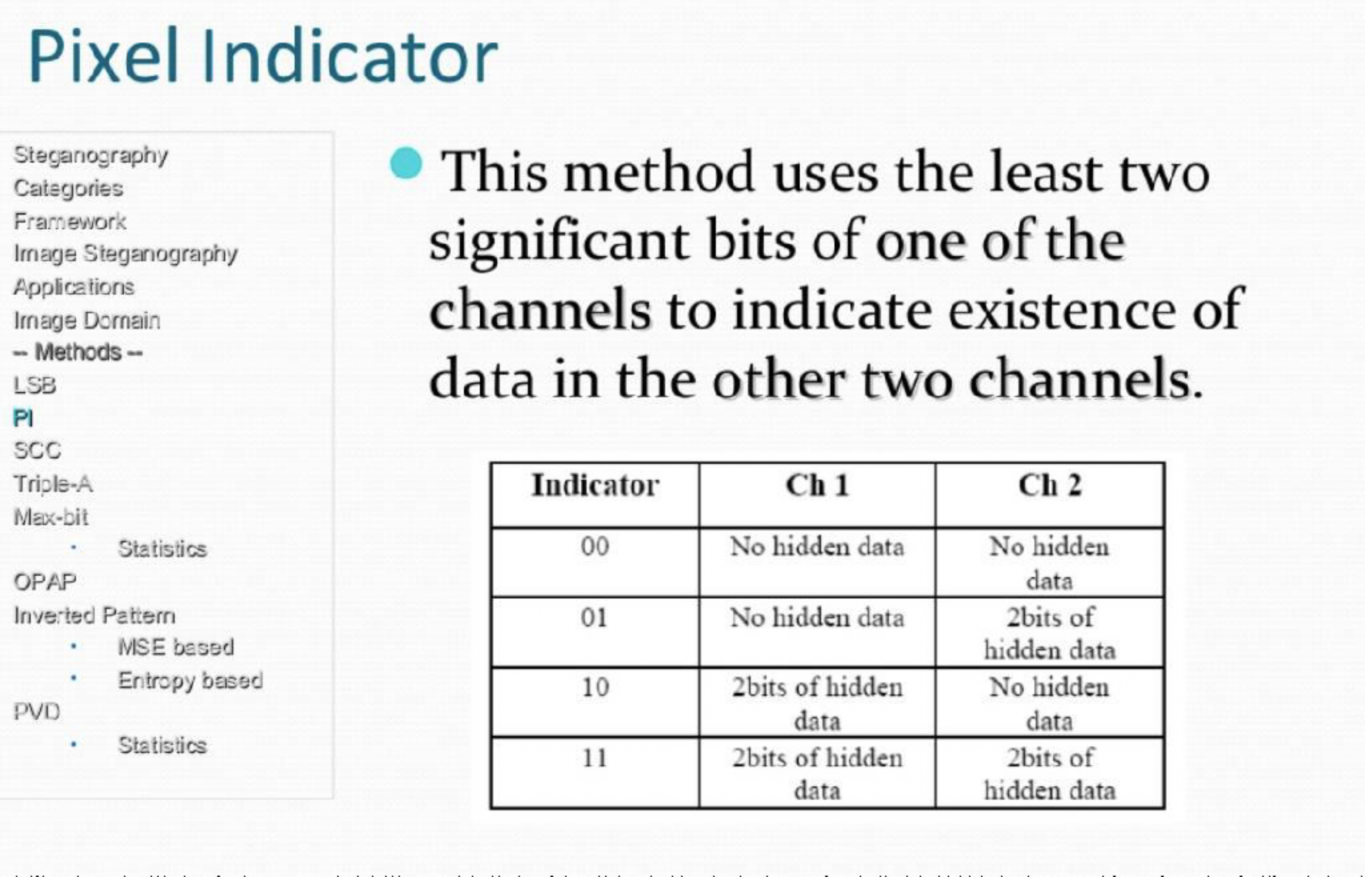 Pixel Indicator
Steganography
Categories
Framework
Image Steganography
Applications
Image Domain
-- Methods --
LSB
PI
SCC
Triple-A
Max-bit
• Statistics
OPAP
Inverted Pattern
• MSE based
• Entropy based
PVD
• Statistics
This method uses the least two
significant bits of one of the
channels to indicate existence of
data in the other two channels.
Indicator Ch 1 Ch 2
00 No hidden data No hidden
data
01 No hidden data 2bits of
hidden data
10 2bits of hidden No hidden
data data
11 2bits of hidden 2bits of
data hidden data